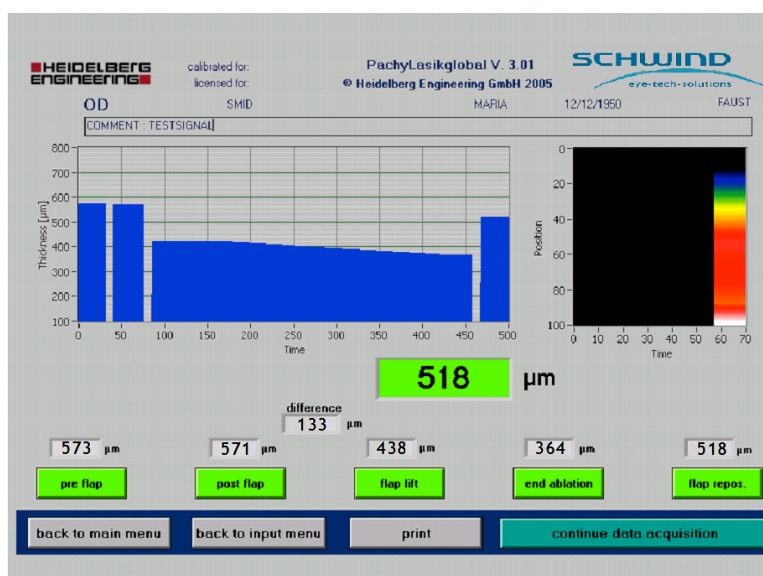 HEIDELBERG ENGINEERING
calibrated for:
licensed for:
PachyLasikglobal V. 3.01
© Heidelberg Engineering GmbH 2005
SCHWIND
eye-tech-solutions
OD SMID MARIA 12/12/1950 FAUST
COMMENT : TESTSIGNAL
Thickness [µm]
800
700
600
500
400
300
200
100
0 50 100 150 200 250 300 350 400 450 500
Time
Position
0
20
40
60
80
100
0 10 20 30 40 50 60 70
Time
518 µm
difference
133 µm
573 µm 571 µm 438 µm 364 µm 518 µm
pre flap post flap flap lift end ablation flap repos.
back to main menu back to input menu print continue data acquisition